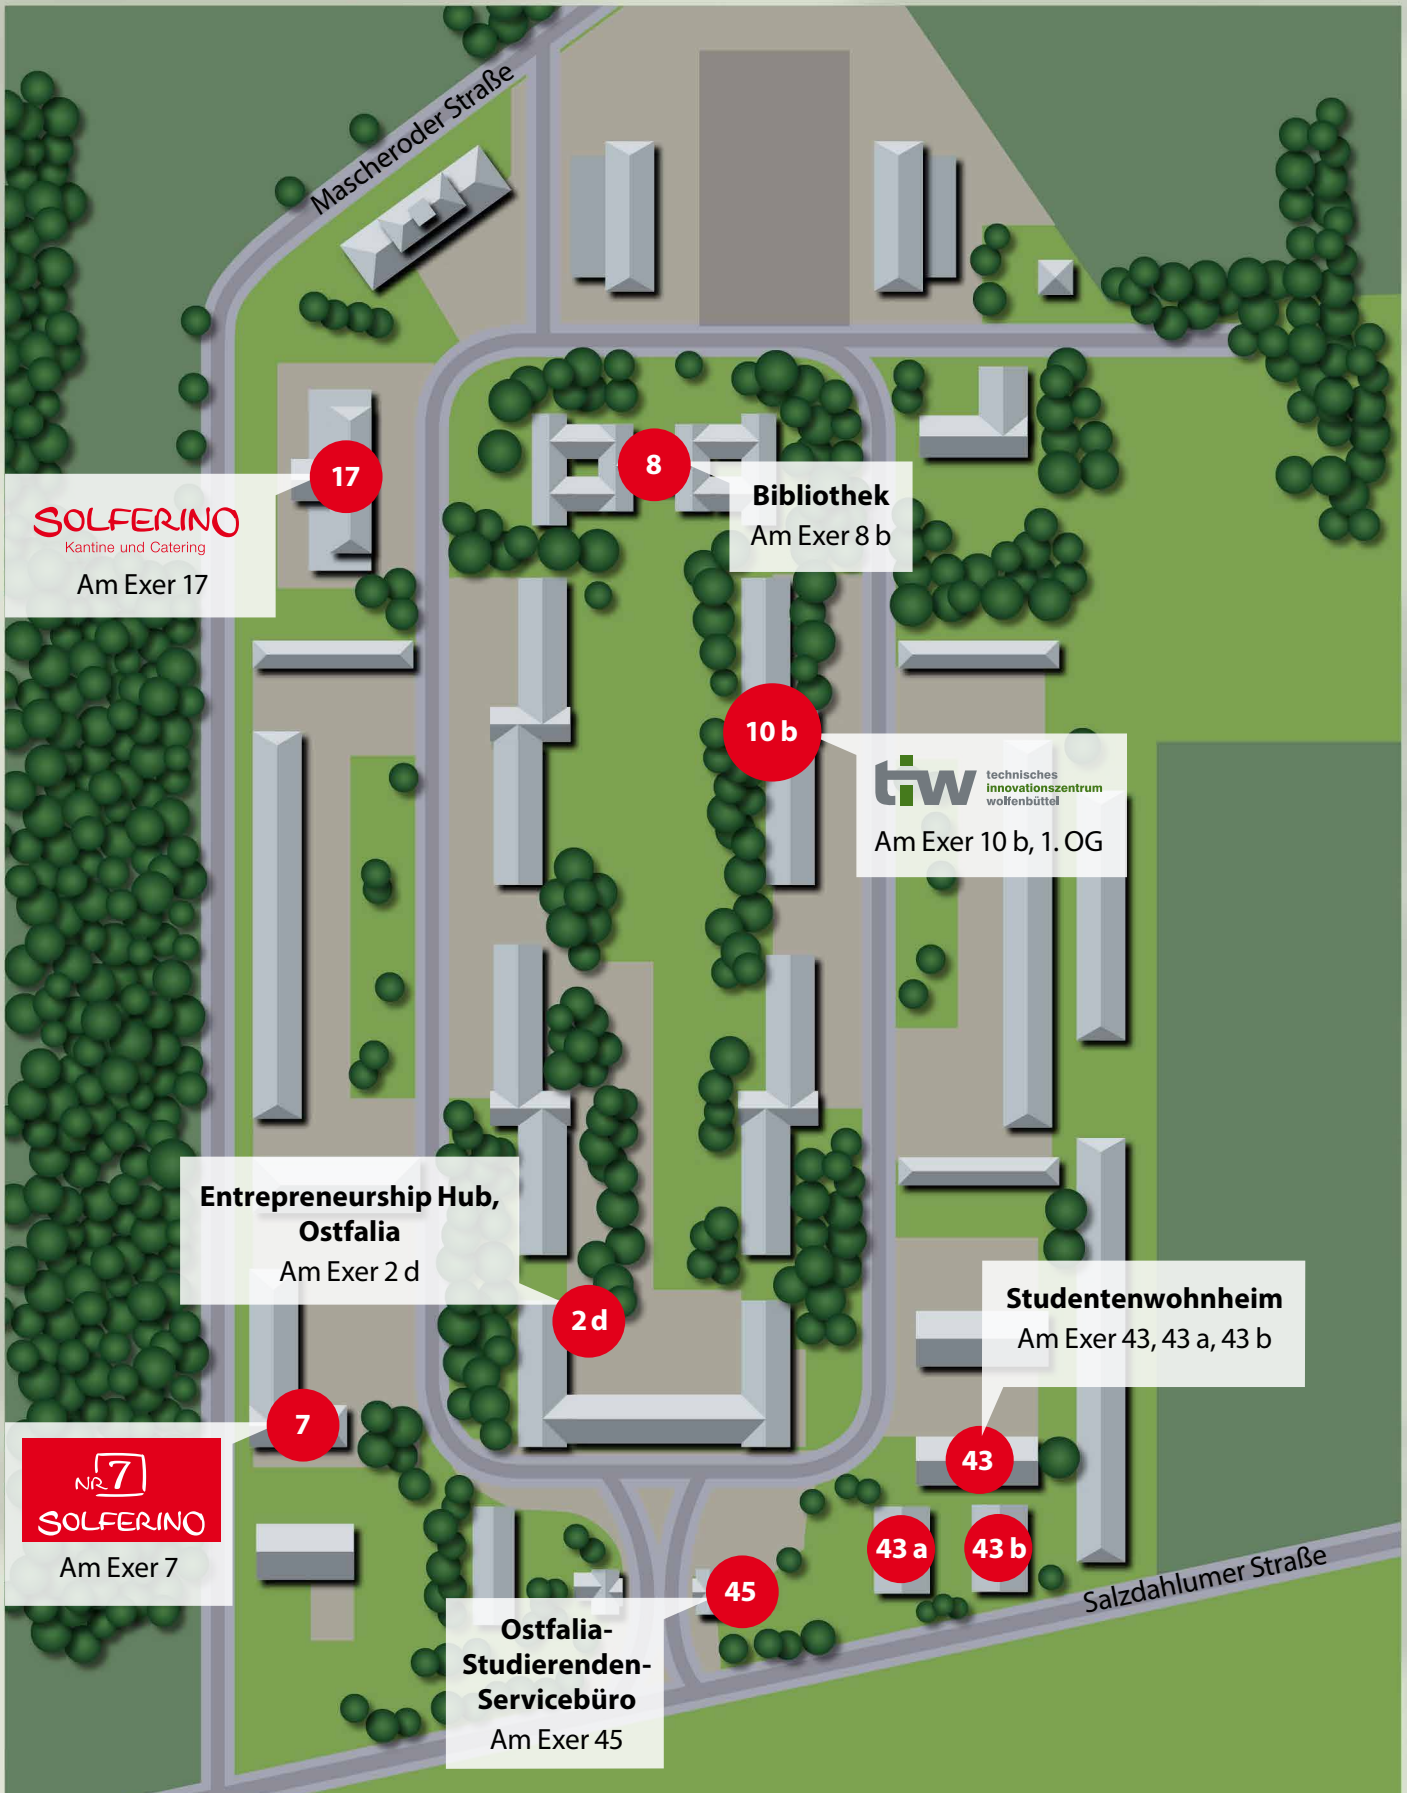 Mascheroder Straße
17
SOLFERINO
Kantine und Catering
Am Exer 17
8
Bibliothek
Am Exer 8 b
10 b
tiw
technisches
innovationszentrum
wolfenbüttel
Am Exer 10 b, 1. OG
Entrepreneurship Hub,
Ostfalia
Am Exer 2 d
2 d
Studentenwohnheim
Am Exer 43, 43 a, 43 b
7
NR 7
SOLFERINO
Am Exer 7
43
43 a
43 b
45
Ostfalia-
Studierenden-
Servicebüro
Am Exer 45
Salzdahlumer Straße